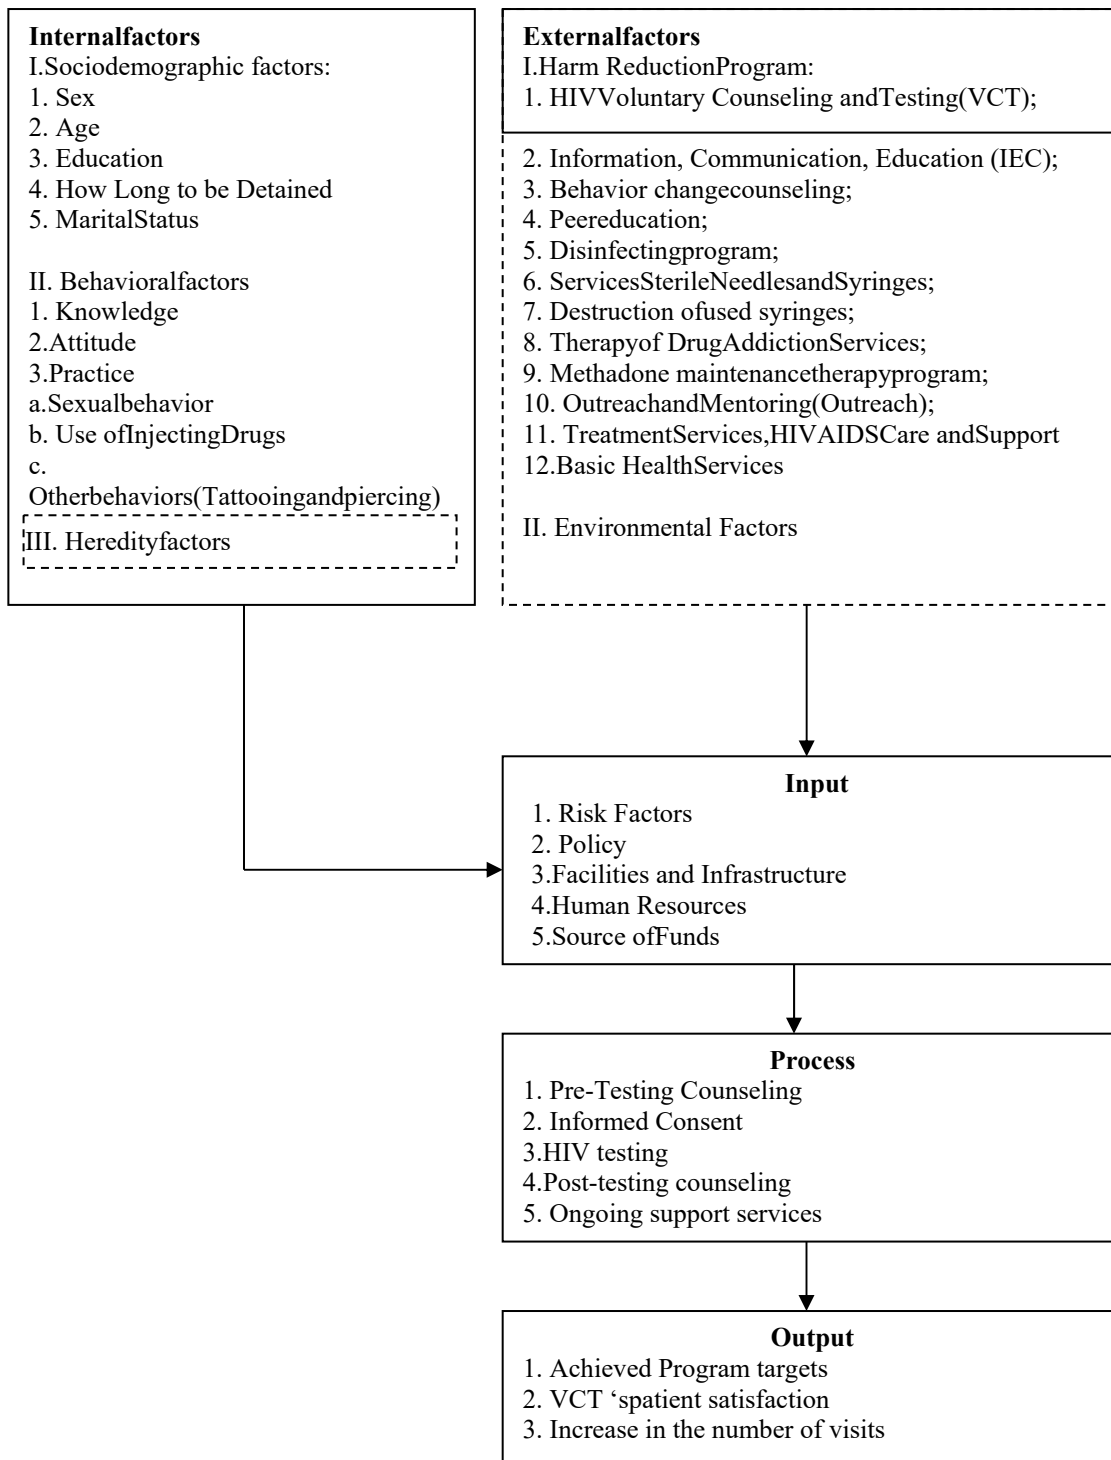 Internalfactors
I.Sociodemographic factors:
1. Sex
2. Age
3. Education
4. How Long to be Detained
5. MaritalStatus
II. Behavioralfactors
1. Knowledge
2.Attitude
3.Practice
a.Sexualbehavior
b. Use ofInjectingDrugs
c.
Otherbehaviors(Tattooingandpiercing)
III. Heredityfactors
Externalfactors
I.Harm ReductionProgram:
1. HIVVoluntary Counseling andTesting(VCT);
2. Information, Communication, Education (IEC);
3. Behavior changecounseling;
4. Peereducation;
5. Disinfectingprogram;
6. ServicesSterileNeedlesandSyringes;
7. Destruction ofused syringes;
8. Therapyof DrugAddictionServices;
9. Methadone maintenancetherapyprogram;
10. OutreachandMentoring(Outreach);
11. TreatmentServices,HIVAIDSCare andSupport
12.Basic HealthServices
II. Environmental Factors
Input
1. Risk Factors
2. Policy
3.Facilities and Infrastructure
4.Human Resources
5.Source ofFunds
Process
1. Pre-Testing Counseling
2. Informed Consent
3.HIV testing
4.Post-testing counseling
5. Ongoing support services
Output
1. Achieved Program targets
2. VCT ‘spatient satisfaction
3. Increase in the number of visits